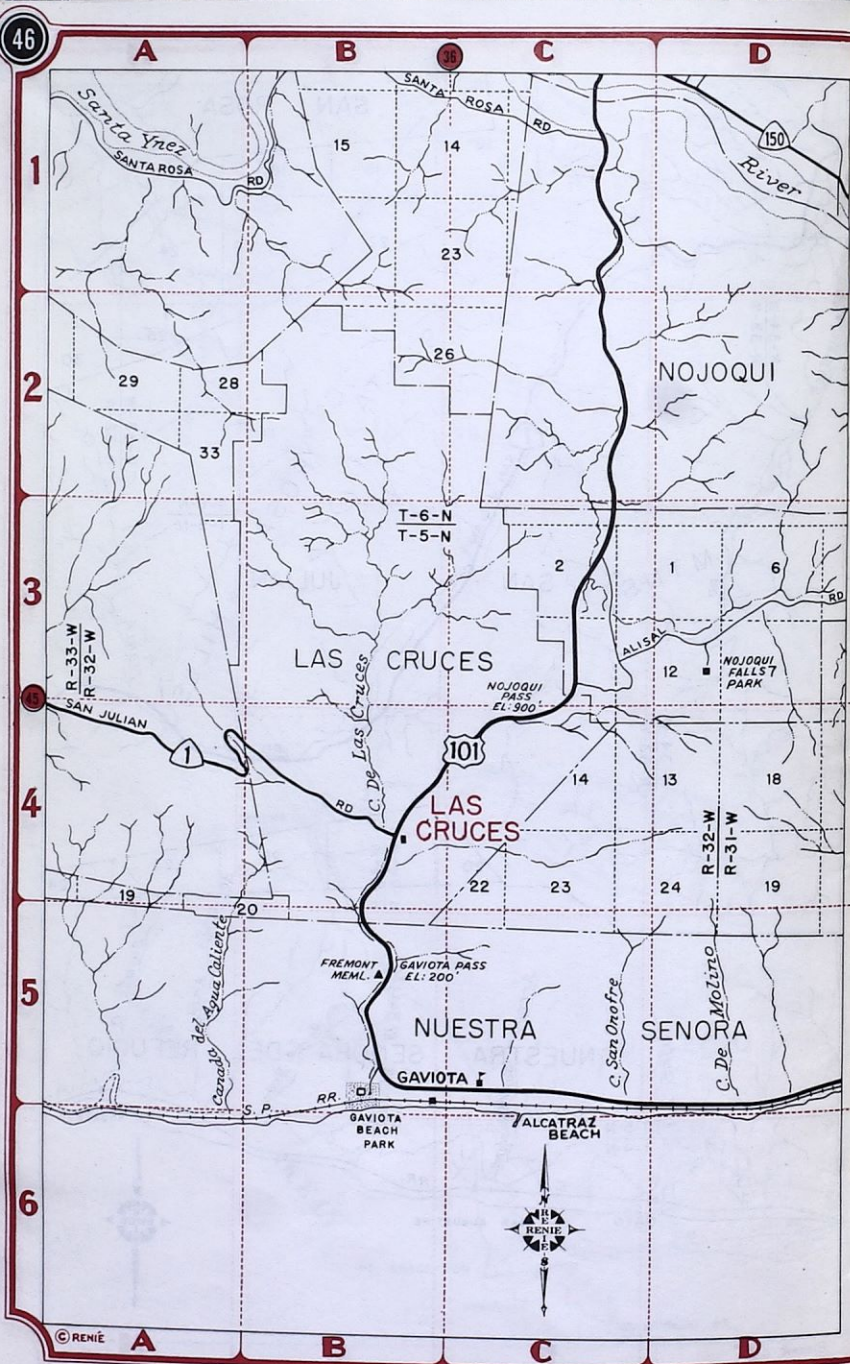 46
A
B
36
C
D
1
2
3
4
5
6
Santa Ynez
SANTA ROSA
RD
SANTA ROSA
RD
150
River
15
14
23
26
29
28
33
NOJOQUI
T-6-N
T-5-N
2
1
6
R-33-W
R-32-W
LAS CRUCES
ALISAL
RD
12
NOJOQUI
FALLS
PARK
7
NOJOQUI
PASS
EL: 900'
45
SAN JULIAN
1
RD
C. De Las Cruces
101
LAS
CRUCES
14
13
18
R-32-W
R-31-W
22
23
24
19
19
20
Canada del Agua Caliente
FREMONT
MEML.
GAVIOTA PASS
EL: 200'
NUESTRA SENORA
C. San Onofre
C. De Molino
GAVIOTA
S. P. RR.
GAVIOTA
BEACH
PARK
ALCATRAZ
BEACH
N
RENIE
RENIE
S
© RENIÉ
A
B
C
D